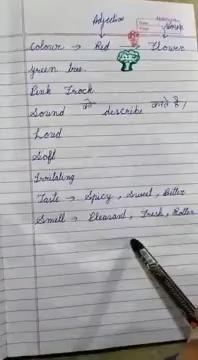 Adjective
Noun
Colour → Red Flower
Green tree.
Pink Frock
Sound को describe करते है।
Loud
Soft
Irritating
Taste → Spicy, Sweet, Bitter
Smell → Pleasant, Fresh, Rotten